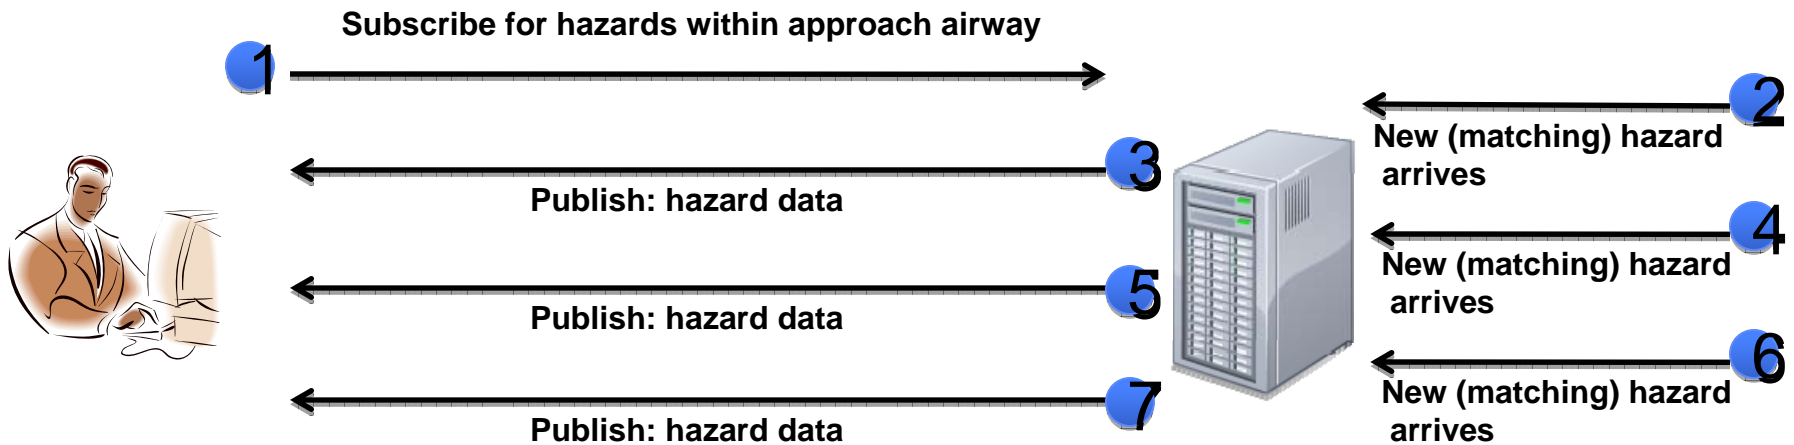 Subscribe for hazards within approach airway
1
2
New (matching) hazard
arrives
3
Publish: hazard data
4
New (matching) hazard
arrives
5
Publish: hazard data
6
New (matching) hazard
arrives
7
Publish: hazard data